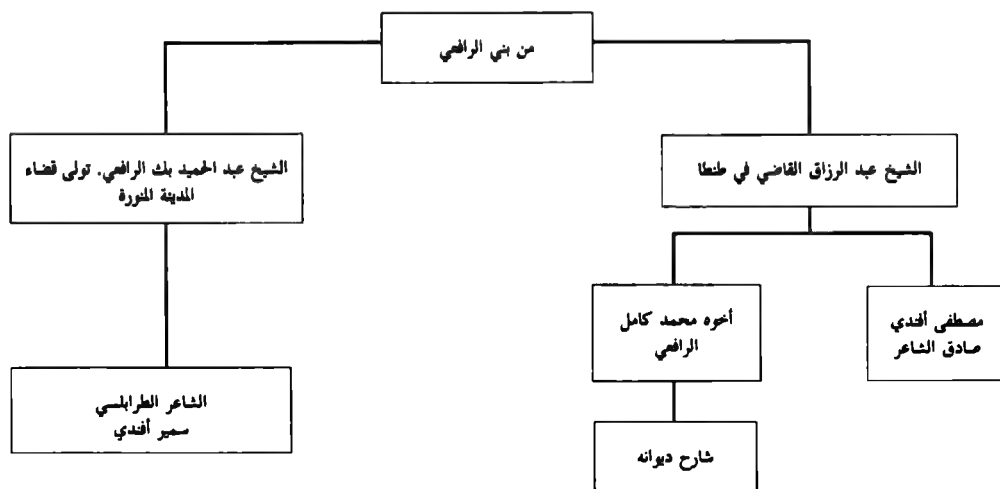 من بني الرافعي
الشيخ عبد الرزاق القاضي في طنطا
الشيخ عبد الحميد بك الرافعي. تولى قضاء
المدينة المنورة
مصطفى أفندي
صادق الشاعر
أخوه محمد كامل
الرافعي
شارح ديوانه
الشاعر الطرابلسي
سمير أفندي